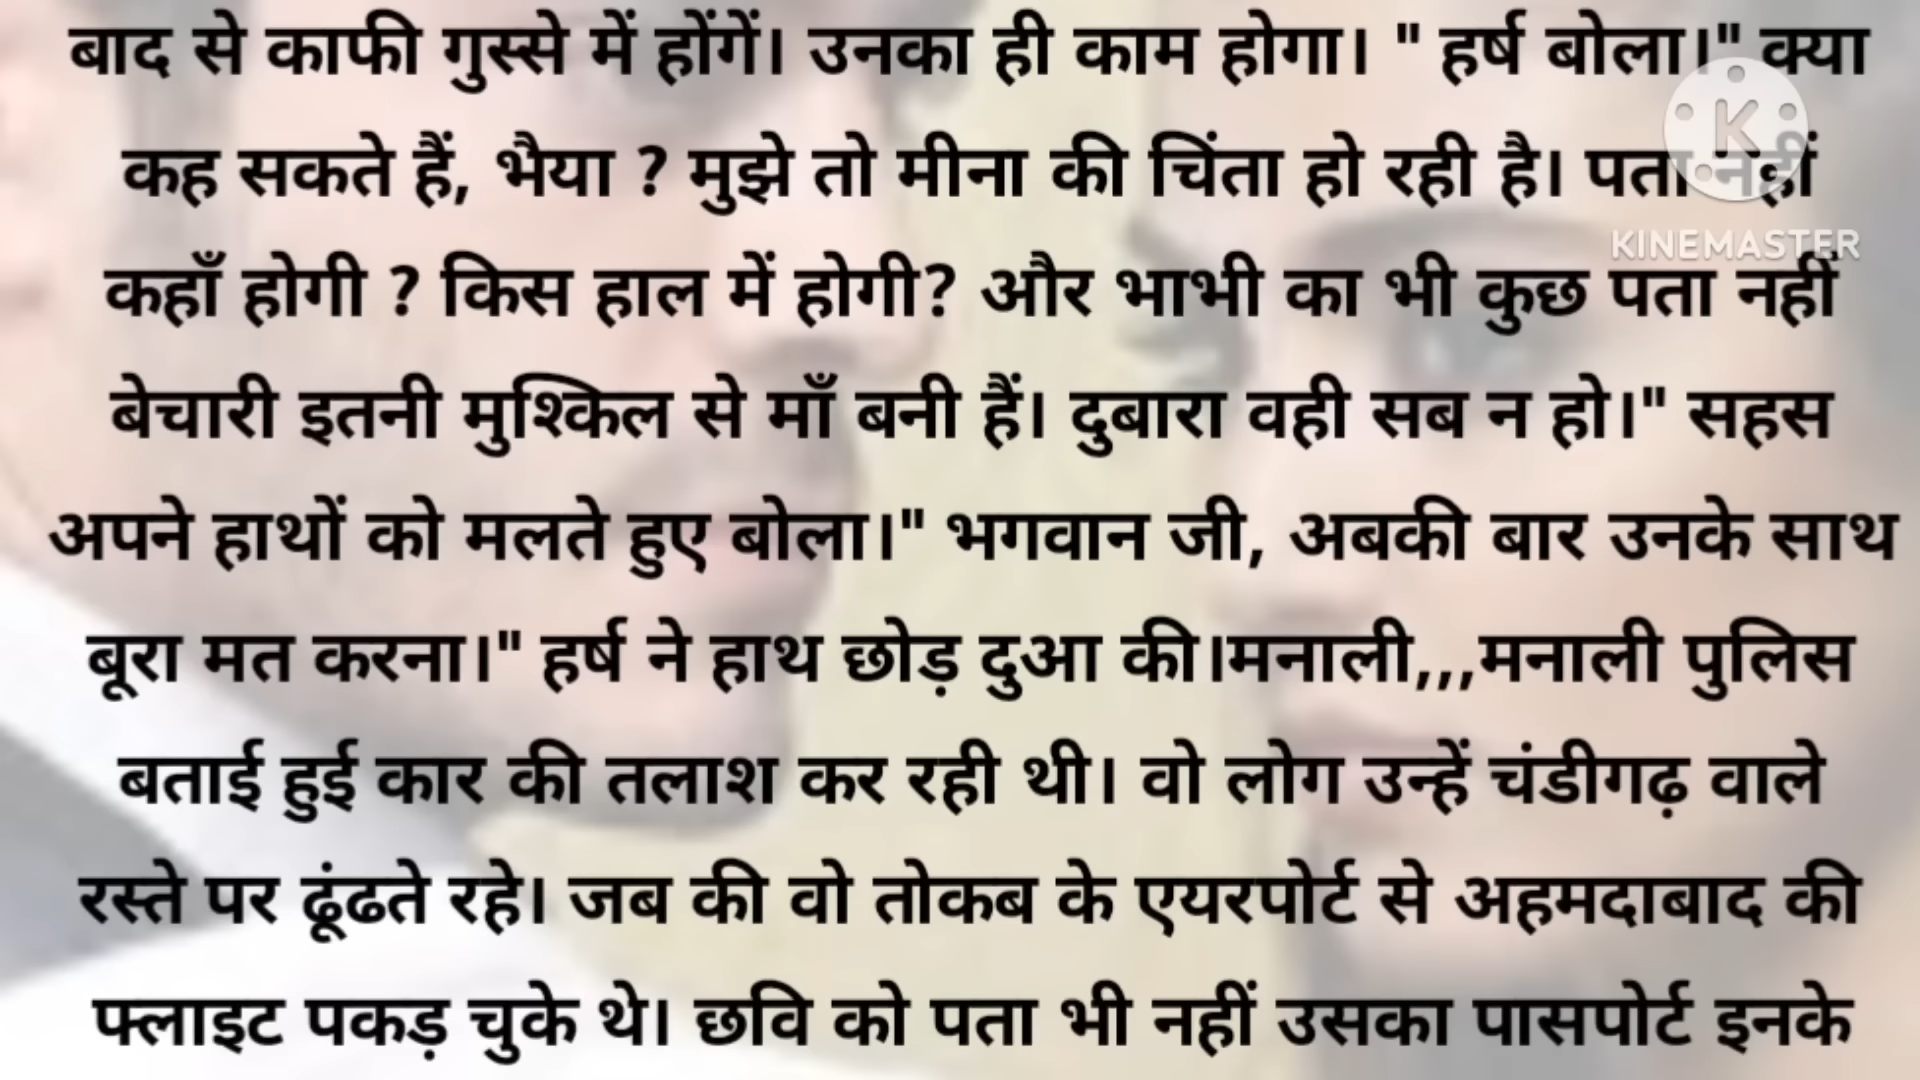 बाद से काफी गुस्से में होंगें। उनका ही काम होगा। " हर्ष बोला।" क्या
कह सकते हैं, भैया ? मुझे तो मीना की चिंता हो रही है। पता नहीं
KINEMASTER
कहाँ होगी ? किस हाल में होगी? और भाभी का भी कुछ पता नहीं
बेचारी इतनी मुश्किल से माँ बनी हैं। दुबारा वही सब न हो।" सहस
अपने हाथों को मलते हुए बोला।" भगवान जी, अबकी बार उनके साथ
बूरा मत करना।" हर्ष ने हाथ छोड़ दुआ की।मनाली,,,मनाली पुलिस
बताई हुई कार की तलाश कर रही थी। वो लोग उन्हें चंडीगढ़ वाले
रस्ते पर ढूंढते रहे। जब की वो तोकब के एयरपोर्ट से अहमदाबाद की
फ्लाइट पकड़ चुके थे। छवि को पता भी नहीं उसका पासपोर्ट इनके